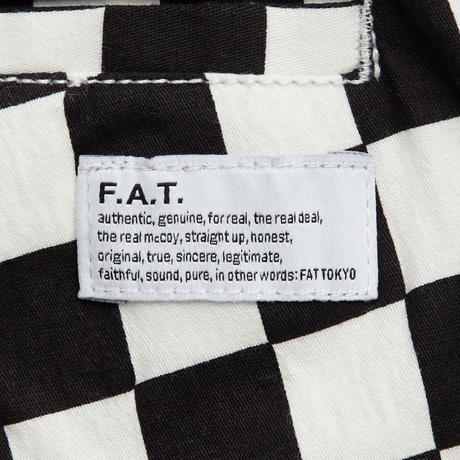 F.A.T.
authentic, genuine, for real, the real deal,
the real mccoy, straight up, honest,
original, true, sincere, legitimate,
faithful, sound, pure, in other words: FAT TOKYO